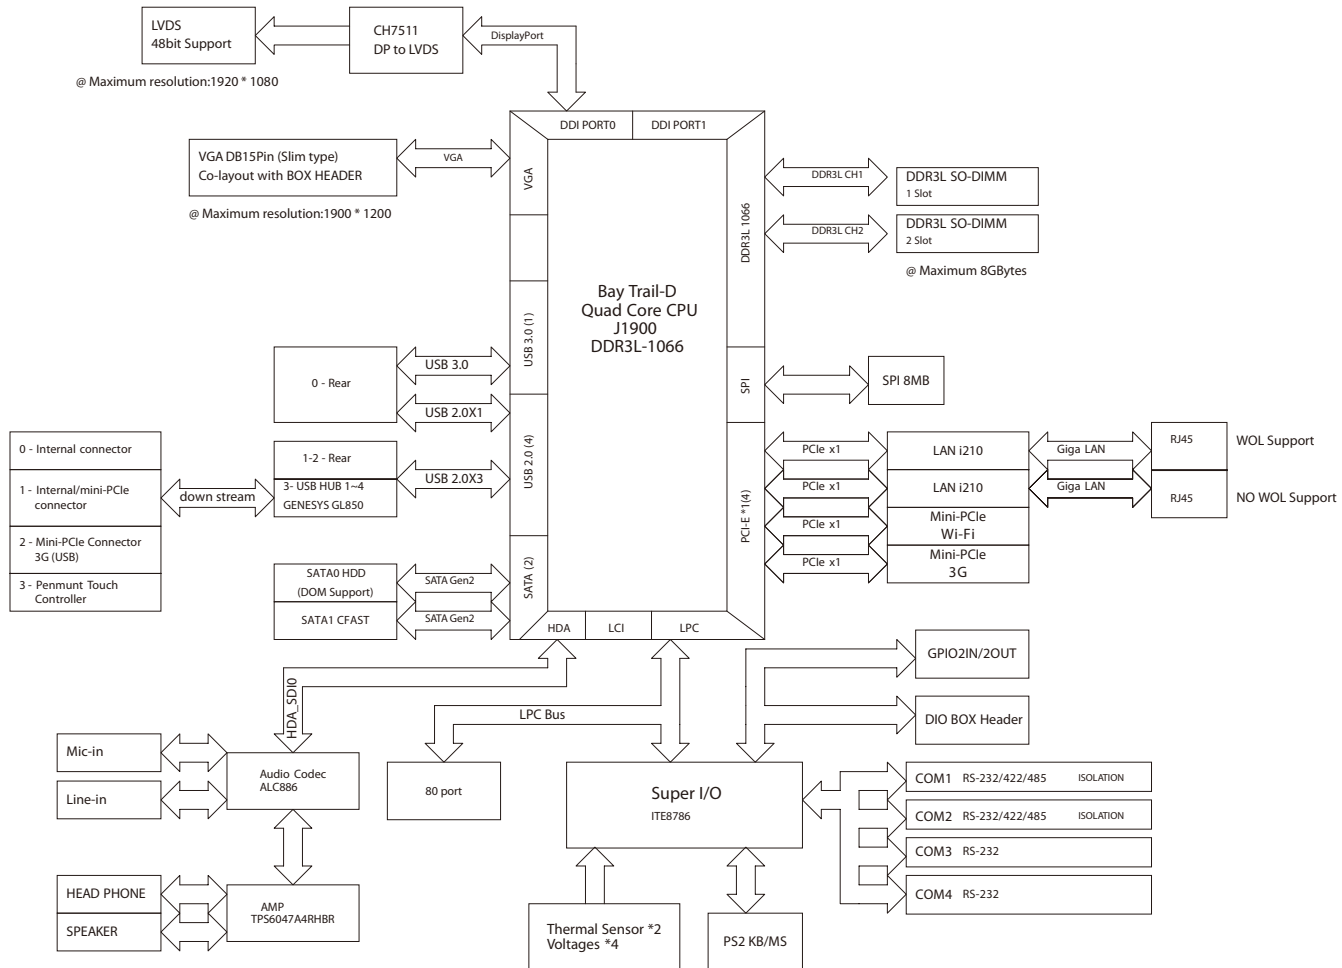 LVDS
48bit Support
CH7511
DP to LVDS
DisplayPort
@ Maximum resolution:1920 * 1080
DDI PORT0
DDI PORT1
VGA DB15Pin (Slim type)
Co-layout with BOX HEADER
VGA
VGA
@ Maximum resolution:1900 * 1200
DDR3L 1066
DDR3L CH1
DDR3L SO-DIMM
1 Slot
DDR3L CH2
DDR3L SO-DIMM
2 Slot
@ Maximum 8GBytes
Bay Trail-D
Quad Core CPU
J1900
DDR3L-1066
USB 3.0 (1)
0 - Rear
USB 3.0
USB 2.0X1
SPI
SPI 8MB
USB 2.0 (4)
0 - Internal connector
1 - Internal/mini-PCIe
connector
2 - Mini-PCIe Connector
3G (USB)
3 - Penmunt Touch
Controller
down stream
1-2 - Rear
3- USB HUB 1~4
GENESYS GL850
USB 2.0X3
PCI-E *1(4)
PCIe x1
LAN i210
Giga LAN
RJ45
WOL Support
PCIe x1
LAN i210
Giga LAN
RJ45
NO WOL Support
PCIe x1
Mini-PCIe
Wi-Fi
PCIe x1
Mini-PCIe
3G
SATA0 HDD
(DOM Support)
SATA Gen2
SATA (2)
SATA1 CFAST
SATA Gen2
HDA
LCI
LPC
HDA_SDI0
LPC Bus
GPIO2IN/2OUT
DIO BOX Header
Mic-in
Line-in
Audio Codec
ALC886
80 port
Super I/O
ITE8786
COM1 RS-232/422/485 ISOLATION
COM2 RS-232/422/485 ISOLATION
COM3 RS-232
COM4 RS-232
HEAD PHONE
SPEAKER
AMP
TPS6047A4RHBR
Thermal Sensor *2
Voltages *4
PS2 KB/MS